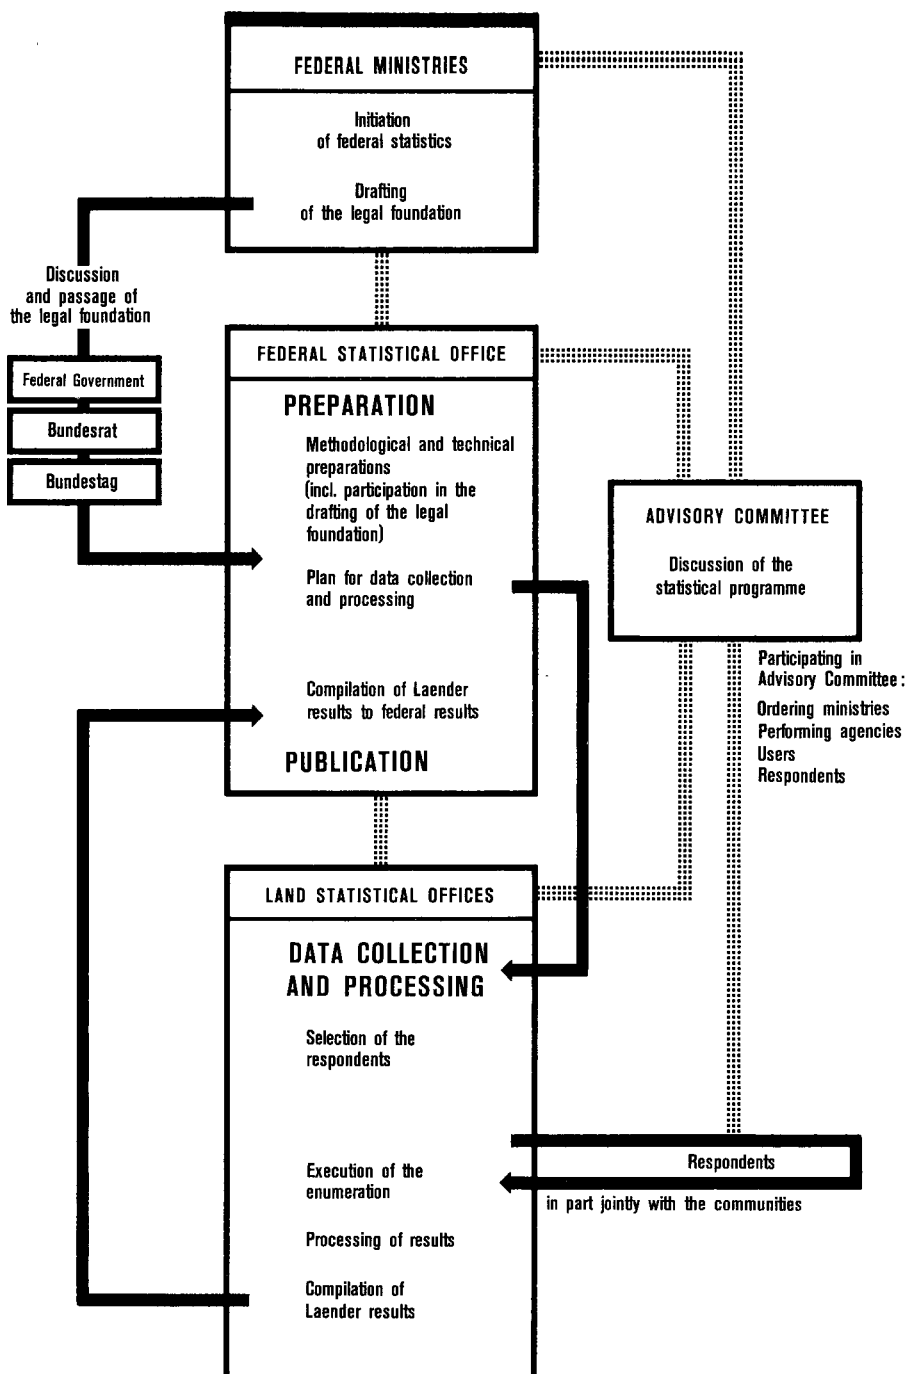 FEDERAL MINISTRIES
Initiation
of federal statistics
Drafting
of the legal foundation
Discussion
and passage of
the legal foundation
Federal Government
Bundesrat
Bundestag
FEDERAL STATISTICAL OFFICE
PREPARATION
Methodological and technical
preparations
(incl. participation in the
drafting of the legal
foundation)
Plan for data collection
and processing
Compilation of Laender
results to federal results
PUBLICATION
ADVISORY COMMITTEE
Discussion of the
statistical programme
Participating in
Advisory Committee:
Ordering ministries
Performing agencies
Users
Respondents
LAND STATISTICAL OFFICES
DATA COLLECTION
AND PROCESSING
Selection of the
respondents
Respondents
in part jointly with the communities
Execution of the
enumeration
Processing of results
Compilation of
Laender results